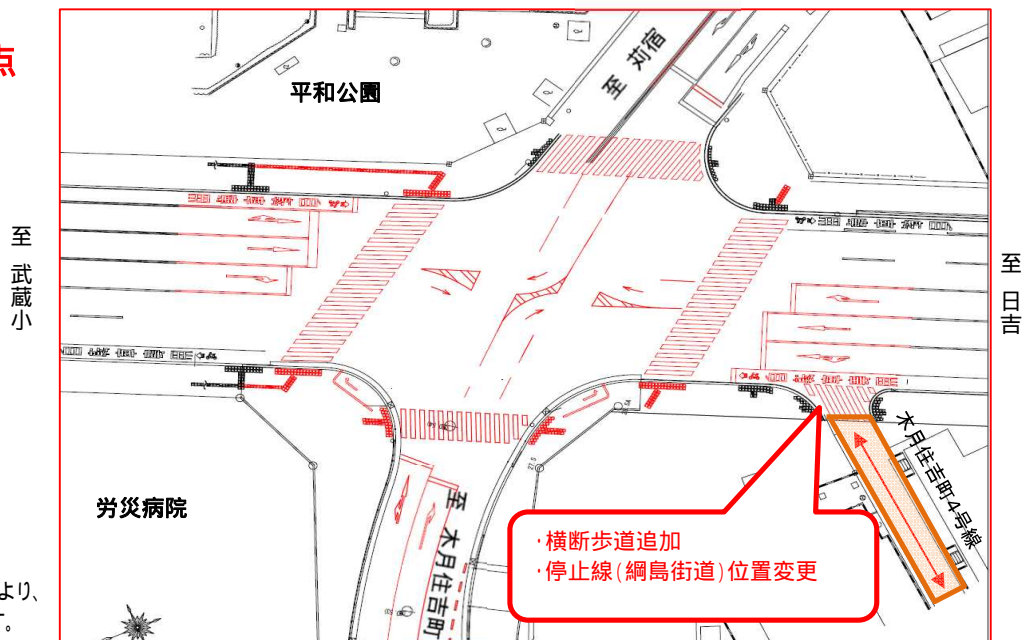 点
平和公園
至 苅宿
至 武蔵小
至 日吉
木月住吉町4号線
労災病院
至 木月住吉町
・横断歩道追加
・停止線(綱島街道)位置変更
より、
す。